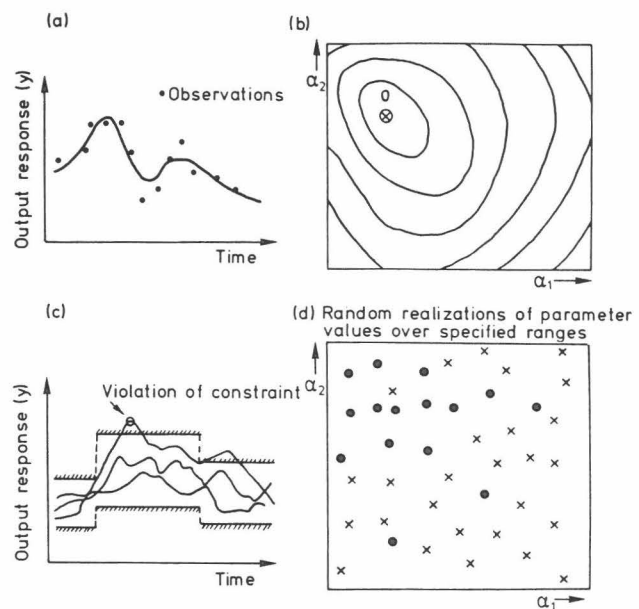 (a)
Output response (y)
• Observations
Time
(b)
α₂
0
α₁
(c)
Output response (y)
Violation of constraint
Time
(d) Random realizations of parameter
values over specified ranges
α₂
α₁